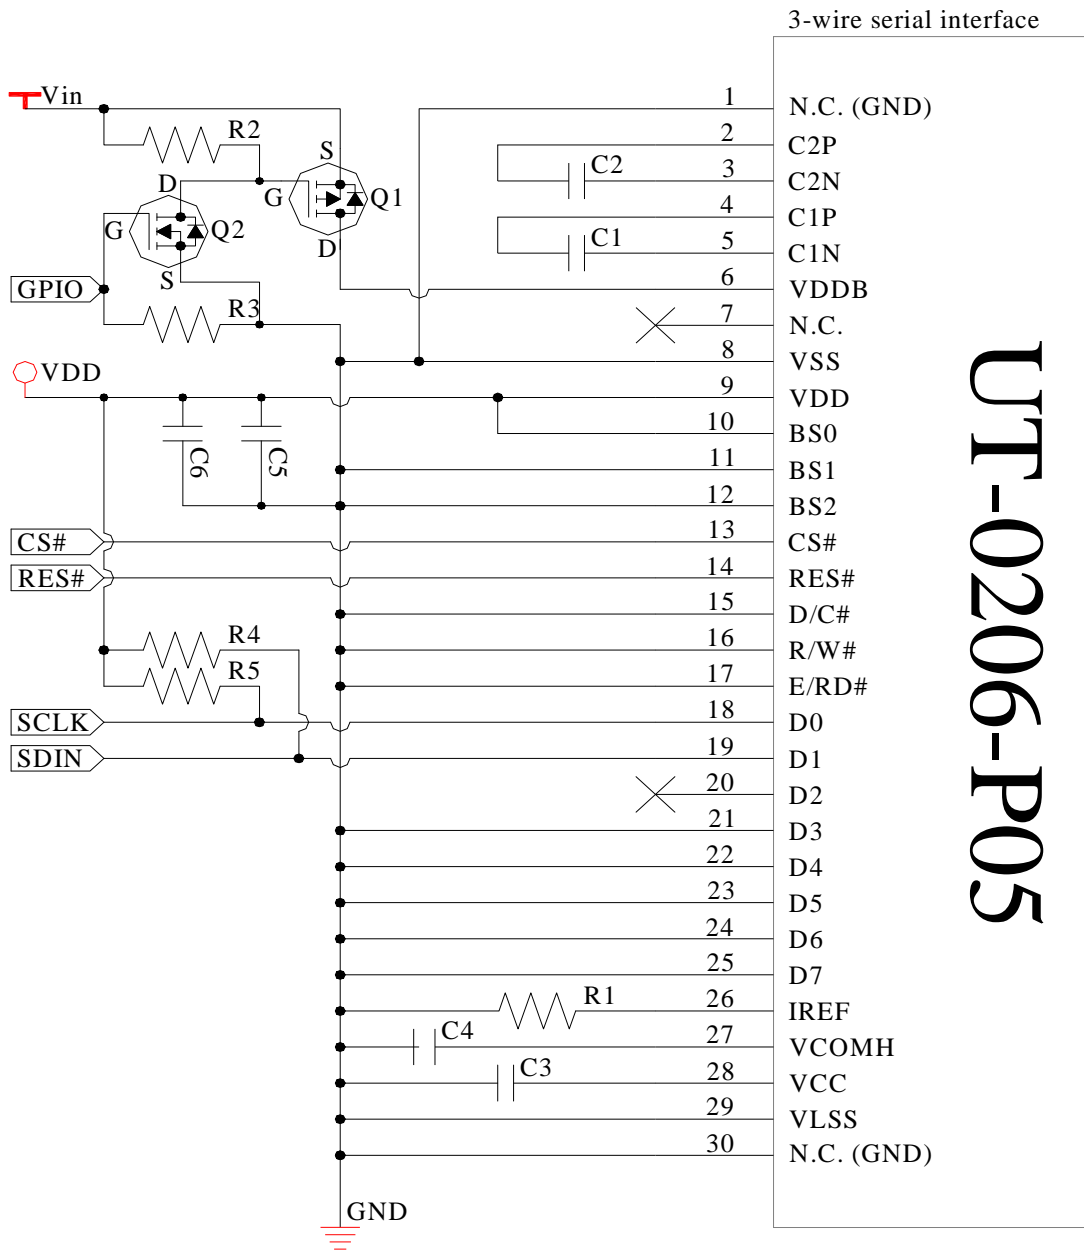 3-wire serial interface
Vin
R2
S
D
G
Q1
G
Q2
D
S
GPIO
R3
VDD
C6
C5
CS#
RES#
R4
R5
SCLK
SDIN
C2
C1
R1
C4
C3
GND
1 N.C. (GND)
2 C2P
3 C2N
4 C1P
5 C1N
6 VDDB
7 N.C.
8 VSS
9 VDD
10 BS0
11 BS1
12 BS2
13 CS#
14 RES#
15 D/C#
16 R/W#
17 E/RD#
18 D0
19 D1
20 D2
21 D3
22 D4
23 D5
24 D6
25 D7
26 IREF
27 VCOMH
28 VCC
29 VLSS
30 N.C. (GND)
UT-0206-P05